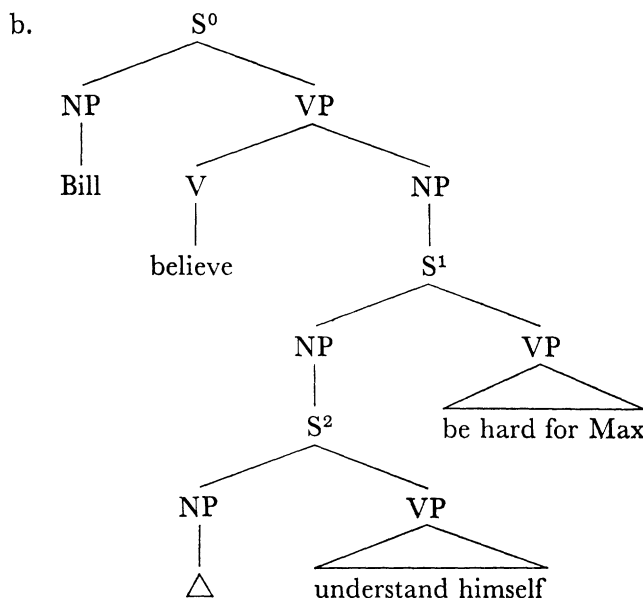 b.
S⁰
NP VP
Bill V NP
believe
S¹
NP VP
S² be hard for Max
NP VP
△ understand himself